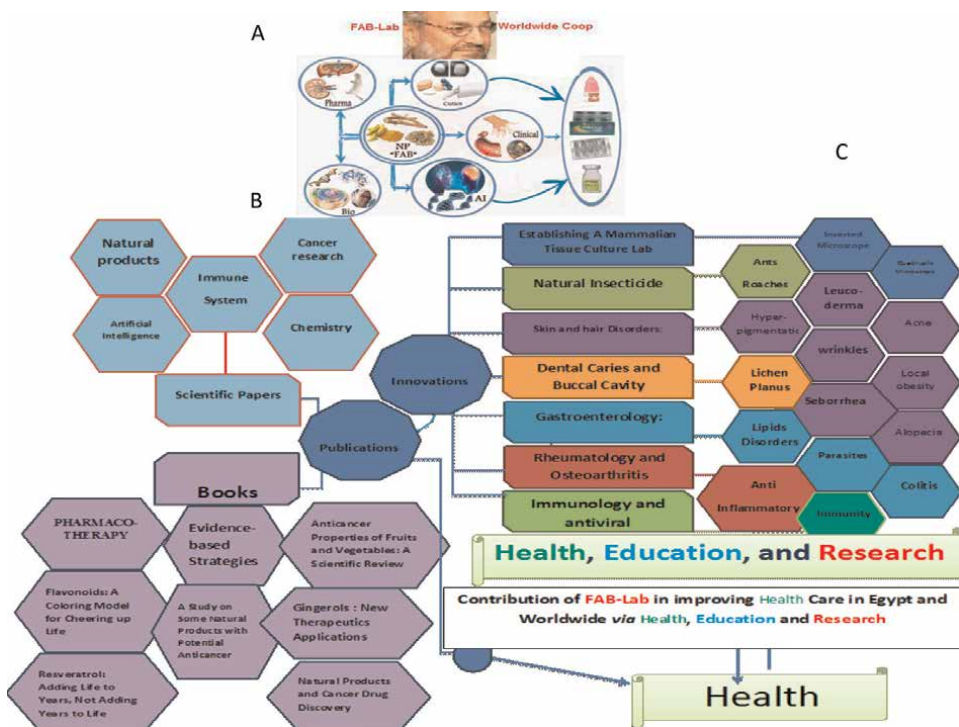 A
FAB-Lab
Worldwide Coop
Pharma
NP
"FAB"
Clinical
Bio
AI
C
B
Natural
products
Cancer
research
Immune
System
Artificial
Intelligence
Chemistry
Scientific Papers
Innovations
Publications
Books
PHARMACO-
THERAPY
Evidence-
based
Strategies
Anticancer
Properties of Fruits
and Vegetables: A
Scientific Review
Flavonoids: A
Coloring Model
for Cheering up
Life
A Study on
Some Natural
Products with
Potential
Anticancer
Gingerols : New
Therapeutics
Applications
Resveratrol:
Adding Life to
Years, Not Adding
Years to Life
Natural Products
and Cancer Drug
Discovery
Establishing A Mammalian
Tissue Culture Lab
Inverted
Microscope
Natural Insecticide
Ants
Roaches
Leuco-
derma
Skin and hair Disorders:
Hyper-
pigmentatic
Acne
wrinkles
Dental Caries and
Buccal Cavity
Lichen
Planus
Local
obesity
Seborrhea
Gastroenterology:
Lipids
Disorders
Alopecia
Parasites
Rheumatology and
Osteoarthritis
Anti
Inflammatory
Colitis
Immunology and
antiviral
Immunity
Health, Education, and Research
Contribution of FAB-Lab in improving Health Care in Egypt and
Worldwide via Health, Education and Research
Health